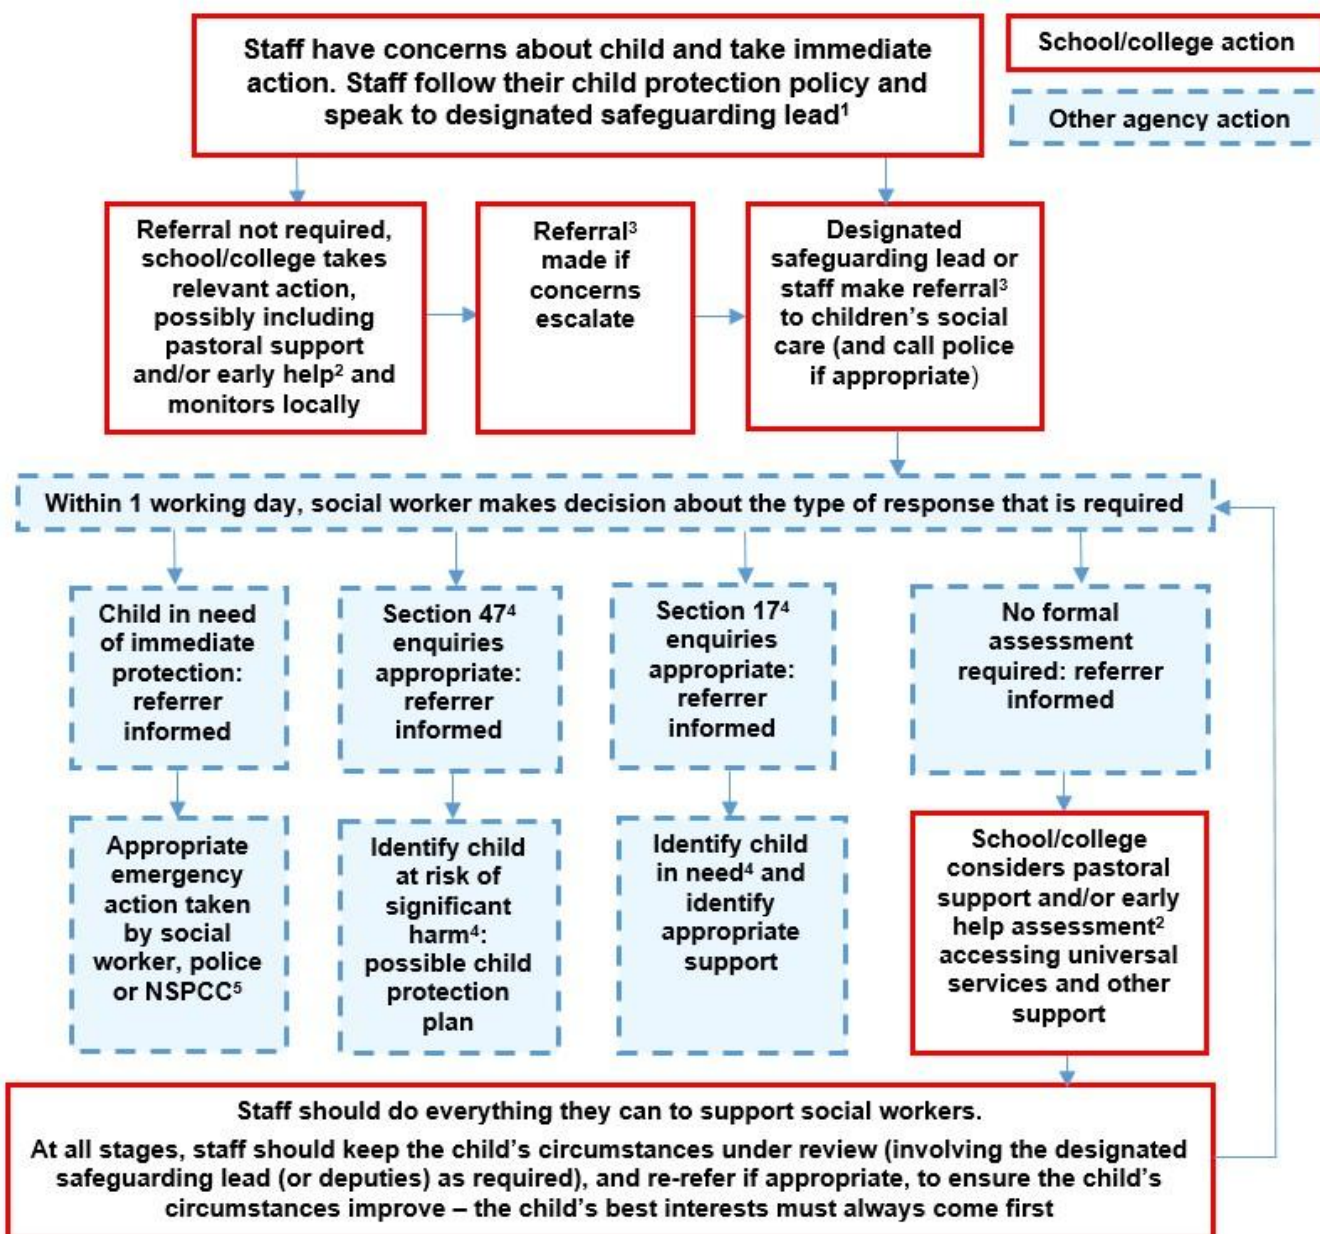 Staff have concerns about child and take immediate
action. Staff follow their child protection policy and
speak to designated safeguarding lead¹
School/college action
Other agency action
Referral not required,
school/college takes
relevant action,
possibly including
pastoral support
and/or early help² and
monitors locally
Referral³
made if
concerns
escalate
Designated
safeguarding lead or
staff make referral³
to children’s social
care (and call police
if appropriate)
Within 1 working day, social worker makes decision about the type of response that is required
Child in need
of immediate
protection:
referrer
informed
Section 47⁴
enquiries
appropriate:
referrer
informed
Section 17⁴
enquiries
appropriate:
referrer
informed
No formal
assessment
required: referrer
informed
Appropriate
emergency
action taken
by social
worker, police
or NSPCC⁵
Identify child
at risk of
significant
harm⁴:
possible child
protection
plan
Identify child
in need⁴ and
identify
appropriate
support
School/college
considers pastoral
support and/or early
help assessment²
accessing universal
services and other
support
Staff should do everything they can to support social workers.
At all stages, staff should keep the child’s circumstances under review (involving the designated
safeguarding lead (or deputies) as required), and re-refer if appropriate, to ensure the child’s
circumstances improve – the child’s best interests must always come first